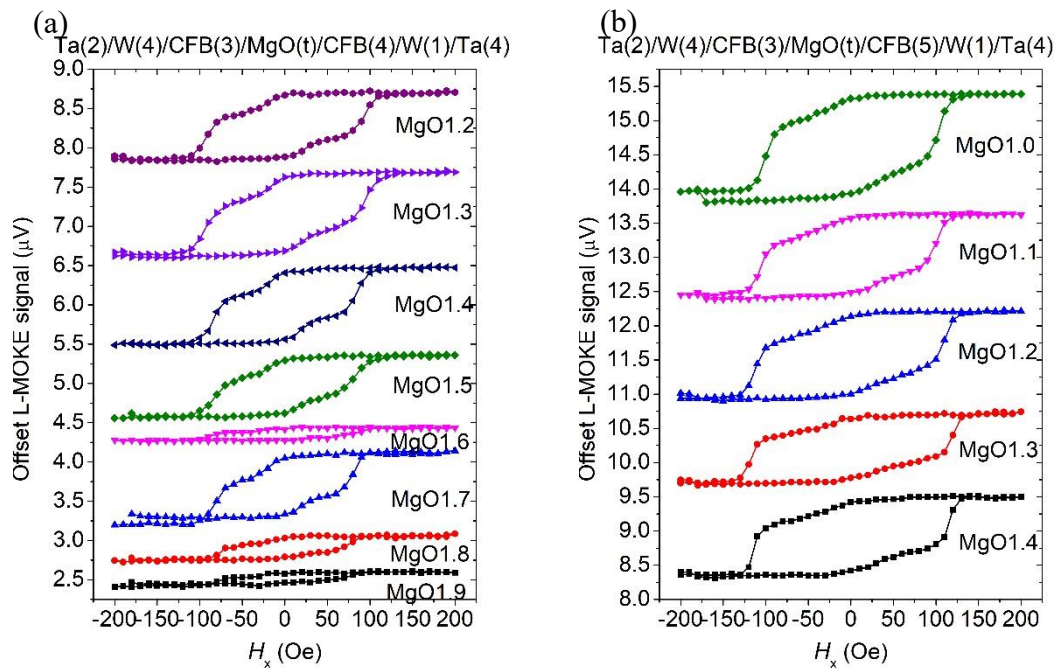 (a)
Ta(2)/W(4)/CFB(3)/MgO(t)/CFB(4)/W(1)/Ta(4)
9.0
8.5
8.0
7.5
7.0
6.5
6.0
5.5
5.0
4.5
4.0
3.5
3.0
2.5
Offset L-MOKE signal (μV)
MgO1.2
MgO1.3
MgO1.4
MgO1.5
MgO1.6
MgO1.7
MgO1.8
MgO1.9
-200 -150 -100 -50 0 50 100 150 200
Hx (Oe)
(b)
Ta(2)/W(4)/CFB(3)/MgO(t)/CFB(5)/W(1)/Ta(4)
15.5
15.0
14.5
14.0
13.5
13.0
12.5
12.0
11.5
11.0
10.5
10.0
9.5
9.0
8.5
8.0
Offset L-MOKE signal (μV)
MgO1.0
MgO1.1
MgO1.2
MgO1.3
MgO1.4
-200 -150 -100 -50 0 50 100 150 200
Hx (Oe)